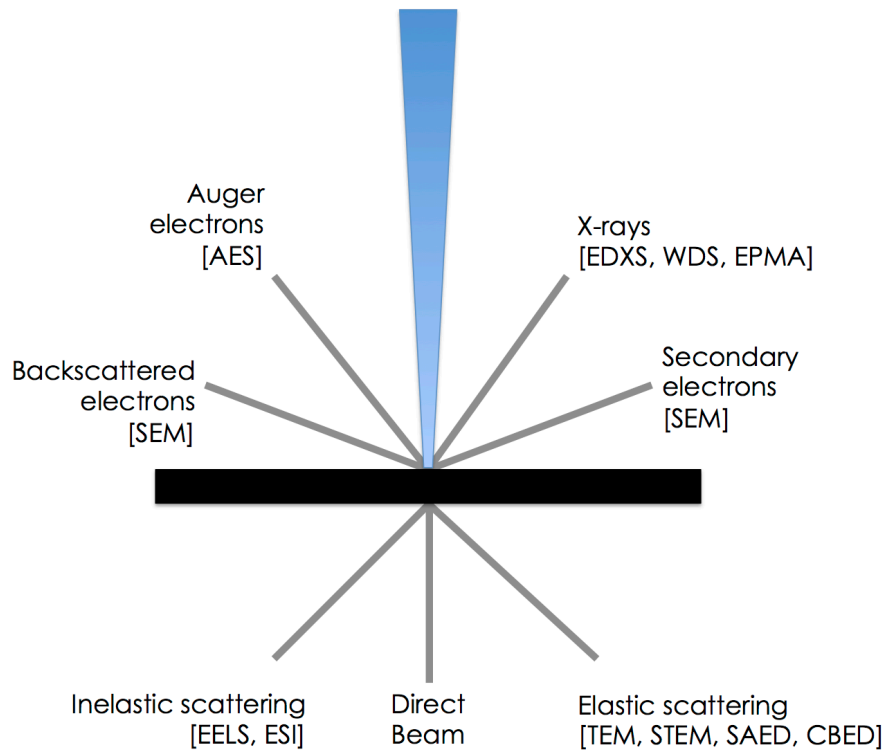 Auger
electrons
[AES]
X-rays
[EDXS, WDS, EPMA]
Backscattered
electrons
[SEM]
Secondary
electrons
[SEM]
Inelastic scattering
[EELS, ESI]
Direct
Beam
Elastic scattering
[TEM, STEM, SAED, CBED]